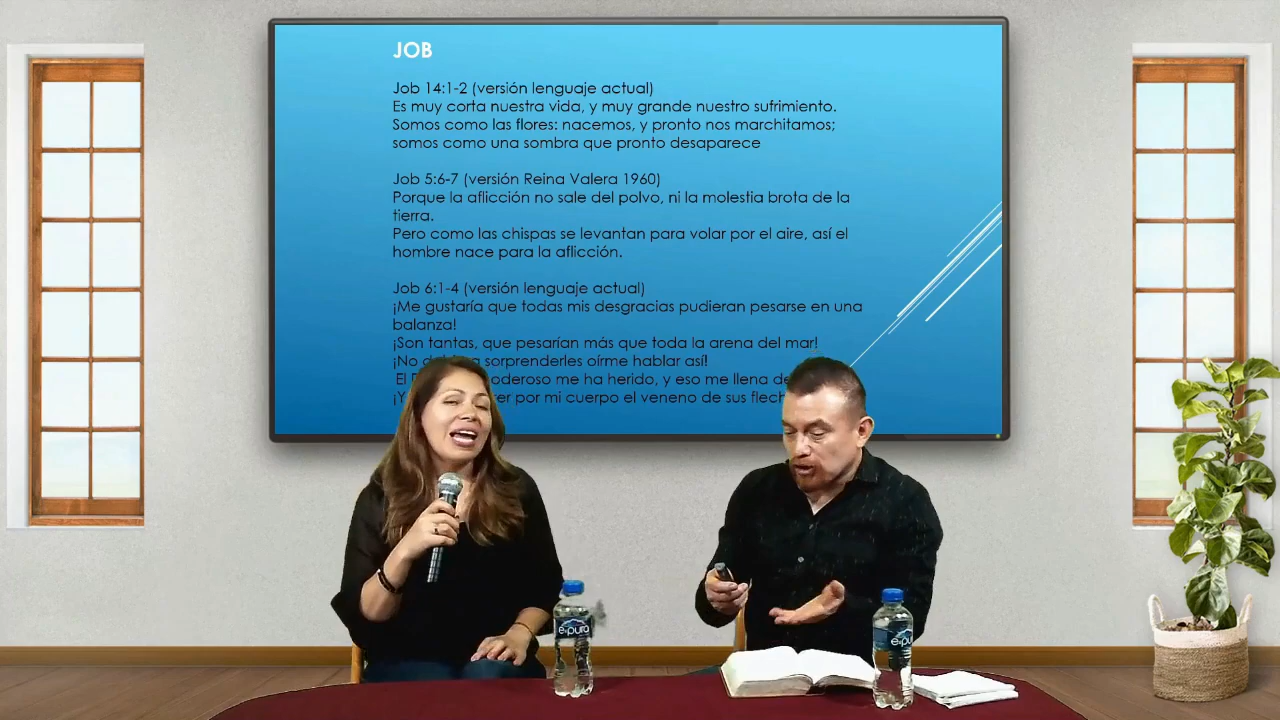 JOB
Job 14:1-2 (versión lenguaje actual)
Es muy corta nuestra vida, y muy grande nuestro sufrimiento.
Somos como las flores: nacemos, y pronto nos marchitamos;
somos como una sombra que pronto desaparece
Job 5:6-7 (versión Reina Valera 1960)
Porque la aflicción no sale del polvo, ni la molestia brota de la
tierra.
Pero como las chispas se levantan para volar por el aire, así el
hombre nace para la aflicción.
Job 6:1-4 (versión lenguaje actual)
¡Me gustaría que todas mis desgracias pudieran pesarse en una
balanza!
¡Son tantas, que pesarían más que toda la arena del mar!
¡No sorprenderles oírme hablar así!
El me ha herido, y eso me llena
por mi cuerpo el veneno de sus
e-pura